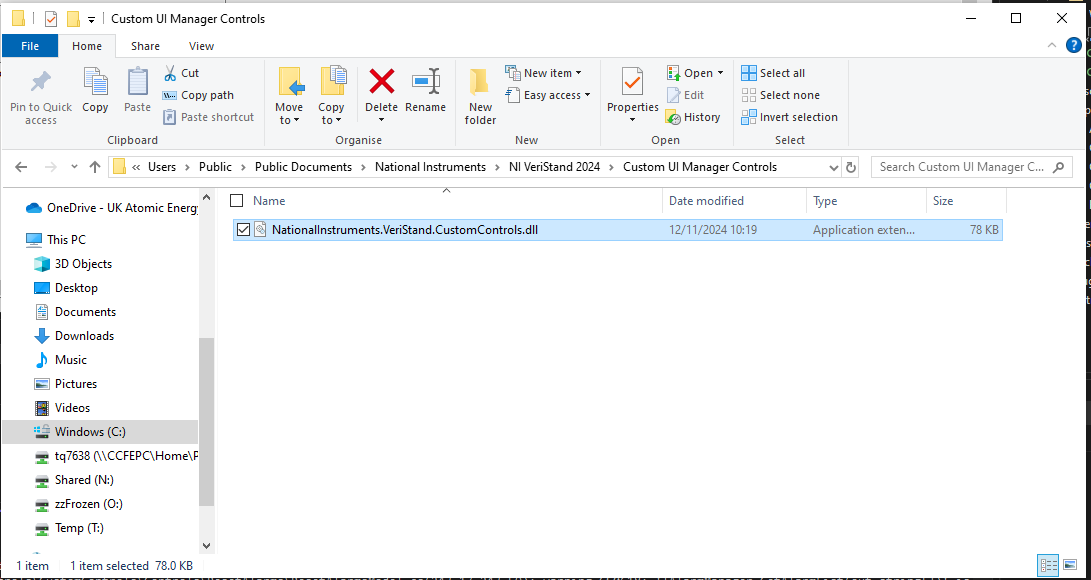 Custom UI Manager Controls
File Home Share View
Pin to Quick access
Copy
Paste
Cut
Copy path
Paste shortcut
Clipboard
Move to
Copy to
Delete
Rename
Organise
New folder
New item
Easy access
New
Properties
Open
Edit
History
Open
Select all
Select none
Invert selection
Select
« Users > Public > Public Documents > National Instruments > NI VeriStand 2024 > Custom UI Manager Controls
Search Custom UI Manager C...
OneDrive - UK Atomic Energy
This PC
3D Objects
Desktop
Documents
Downloads
Music
Pictures
Videos
Windows (C:)
tq7638 (\\CCFEPC\Home\P
Shared (N:)
zzFrozen (O:)
Temp (T:)
Name Date modified Type Size
NationalInstruments.VeriStand.CustomControls.dll 12/11/2024 10:19 Application exten... 78 KB
1 item 1 item selected 78.0 KB